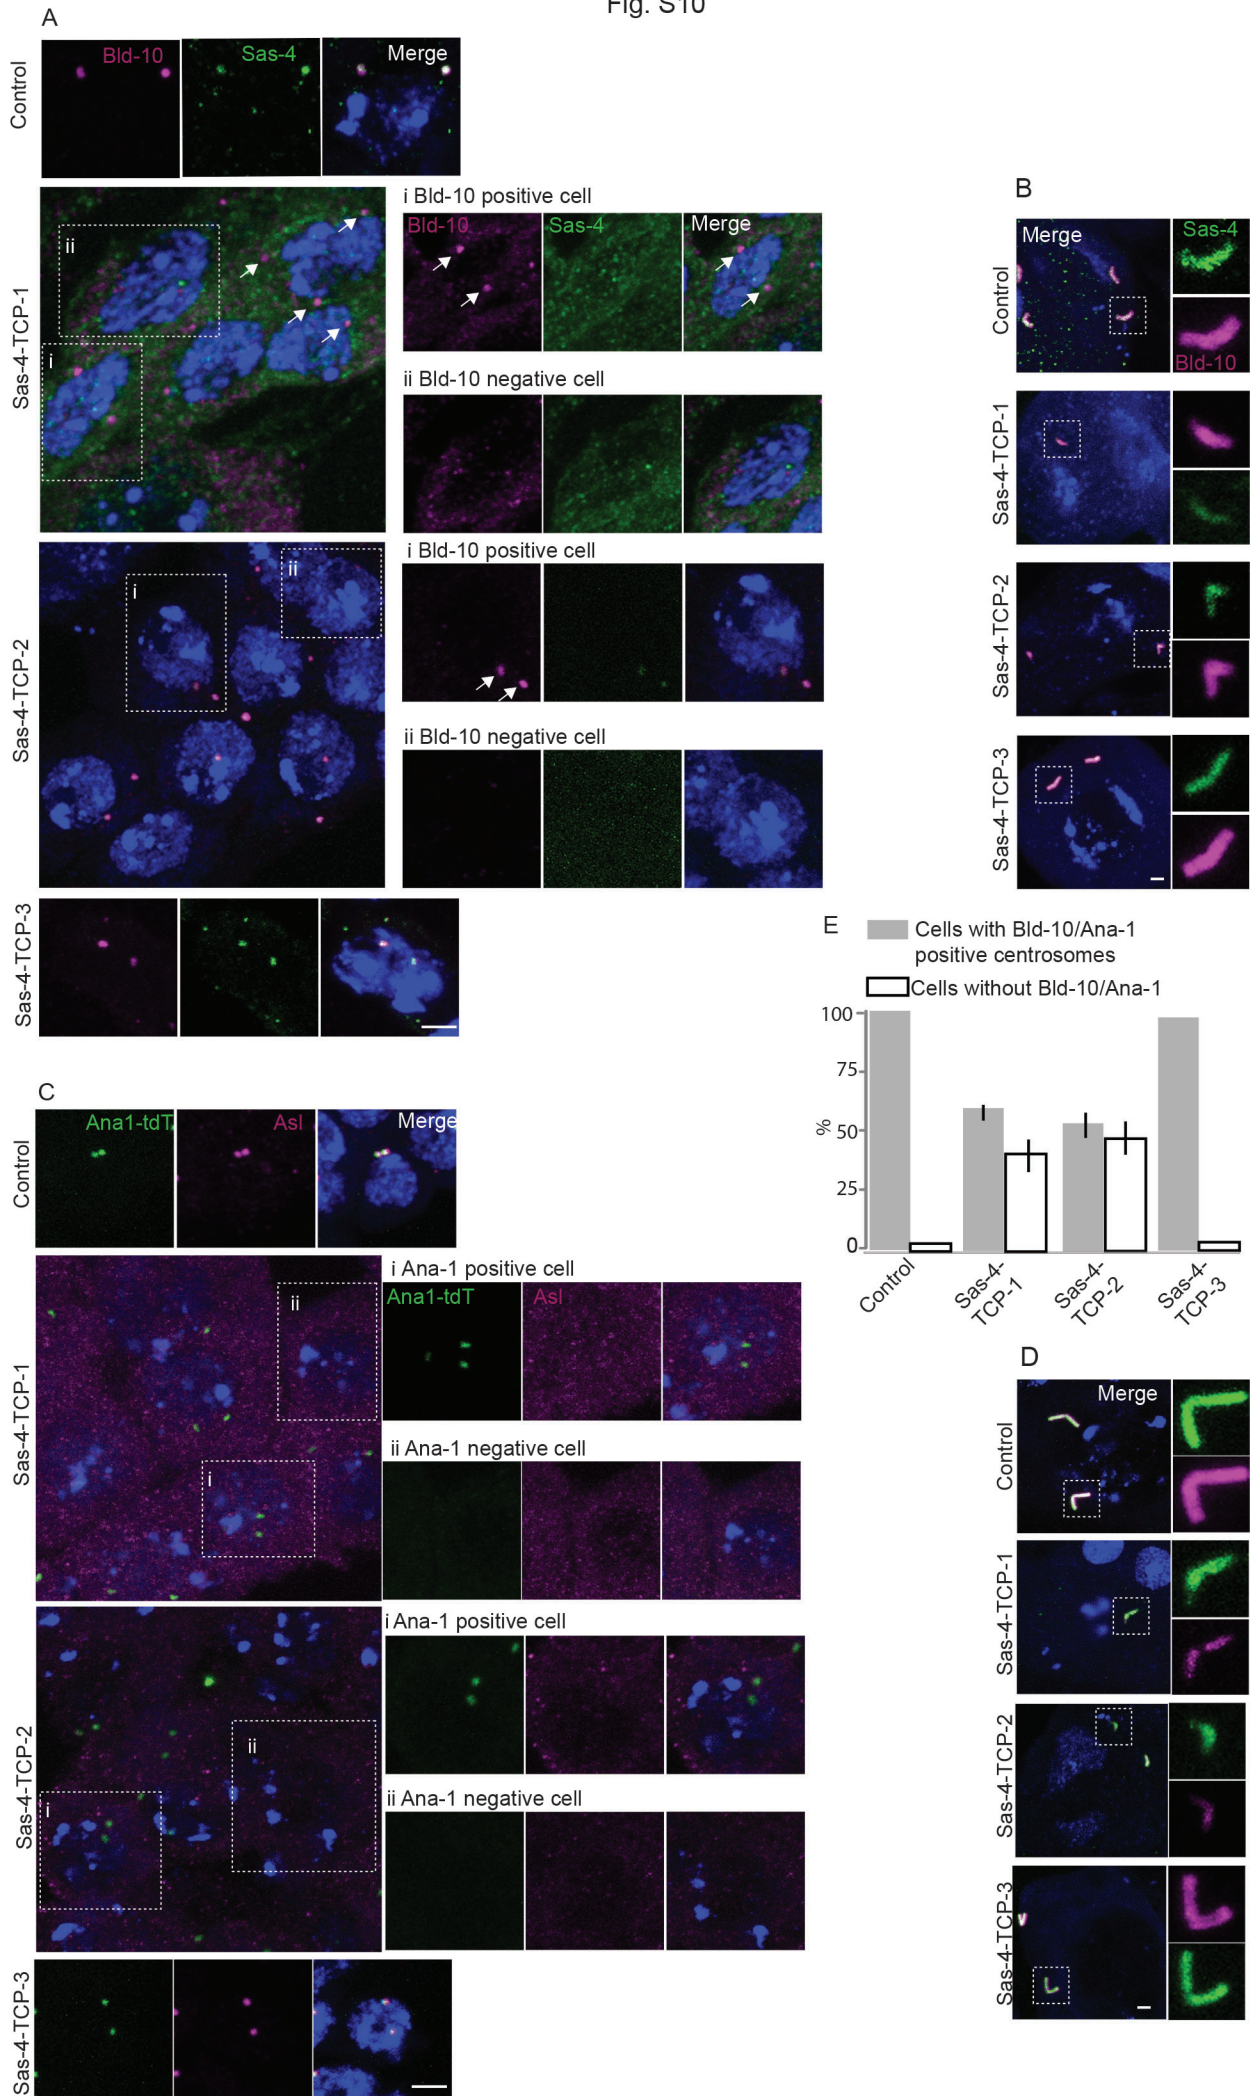 Fig. S10
A
Control
Bld-10
Sas-4
Merge
Sas-4-TCP-1
ii
i
i Bld-10 positive cell
Bld-10
Sas-4
Merge
ii Bld-10 negative cell
Sas-4-TCP-2
i
ii
i Bld-10 positive cell
ii Bld-10 negative cell
Sas-4-TCP-3
B
Control
Merge
Sas-4
Bld-10
Sas-4-TCP-1
Sas-4-TCP-2
Sas-4-TCP-3
C
Control
Ana1-tdT
Asl
Merge
Sas-4-TCP-1
ii
i
i Ana-1 positive cell
Ana1-tdT
Asl
ii Ana-1 negative cell
Sas-4-TCP-2
ii
i
i Ana-1 positive cell
ii Ana-1 negative cell
Sas-4-TCP-3
E
Cells with Bld-10/Ana-1
positive centrosomes
Cells without Bld-10/Ana-1
%
100
75
50
25
0
Control
Sas-4-
TCP-1
Sas-4-
TCP-2
Sas-4-
TCP-3
D
Control
Merge
Sas-4-TCP-1
Sas-4-TCP-2
Sas-4-TCP-3